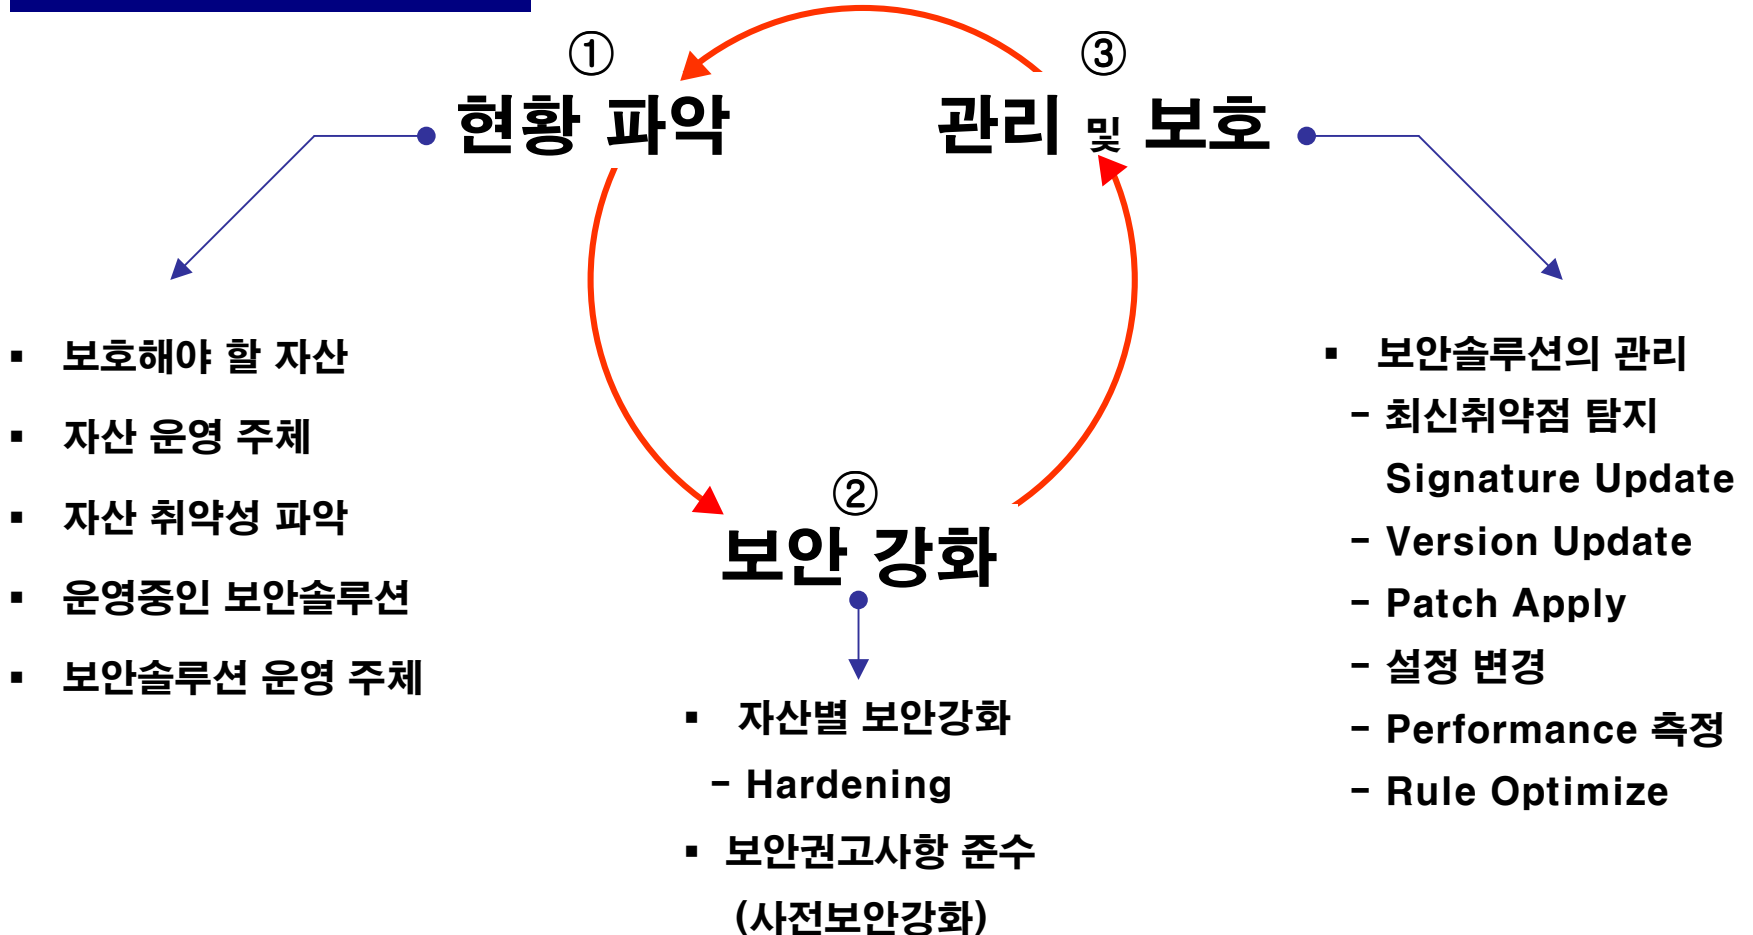 ①
현황 파악
③
관리 및 보호
▪ 보호해야 할 자산
▪ 자산 운영 주체
▪ 자산 취약성 파악
▪ 운영중인 보안솔루션
▪ 보안솔루션 운영 주체
②
보안 강화
▪ 자산별 보안강화
- Hardening
▪ 보안권고사항 준수
(사전보안강화)
▪ 보안솔루션의 관리
- 최신취약점 탐지
Signature Update
- Version Update
- Patch Apply
- 설정 변경
- Performance 측정
- Rule Optimize